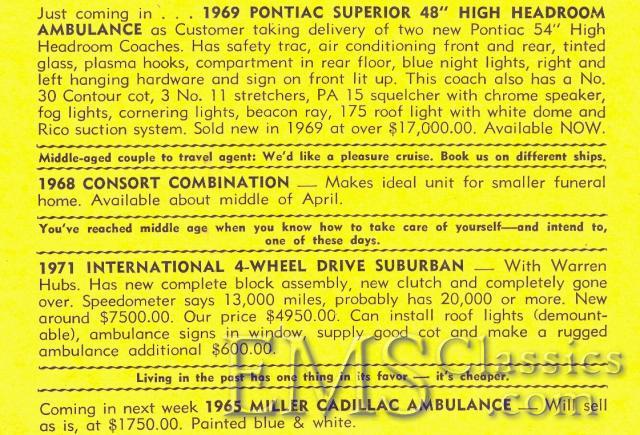 Just coming in . . . 1969 PONTIAC SUPERIOR 48" HIGH HEADROOM
AMBULANCE as Customer taking delivery of two new Pontiac 54" High
Headroom Coaches. Has safety trac, air conditioning front and rear, tinted
glass, plasma hooks, compartment in rear floor, blue night lights, right and
left hanging hardware and sign on front lit up. This coach also has a No.
30 Contour cot, 3 No. 11 stretchers, PA 15 squelcher with chrome speaker,
fog lights, cornering lights, beacon ray, 175 roof light with white dome and
Rico suction system. Sold new in 1969 at over $17,000.00. Available NOW.
Middle-aged couple to travel agent: We'd like a pleasure cruise. Book us on different ships.
1968 CONSORT COMBINATION — Makes ideal unit for smaller funeral
home. Available about middle of April.
You've reached middle age when you know how to take care of yourself—and intend to,
one of these days.
1971 INTERNATIONAL 4-WHEEL DRIVE SUBURBAN — With Warren
Hubs. Has new complete block assembly, new clutch and completely gone
over. Speedometer says 13,000 miles, probably has 20,000 or more. New
around $7500.00. Our price $4950.00. Can install roof lights (demount-
able), ambulance signs in window, supply good cot and make a rugged
ambulance additional $600.00.
Living in the past has one thing in its favor — it's cheaper.
Coming in next week 1965 MILLER CADILLAC AMBULANCE — Will sell
as is, at $1750.00. Painted blue & white.
EMSClassics
.com